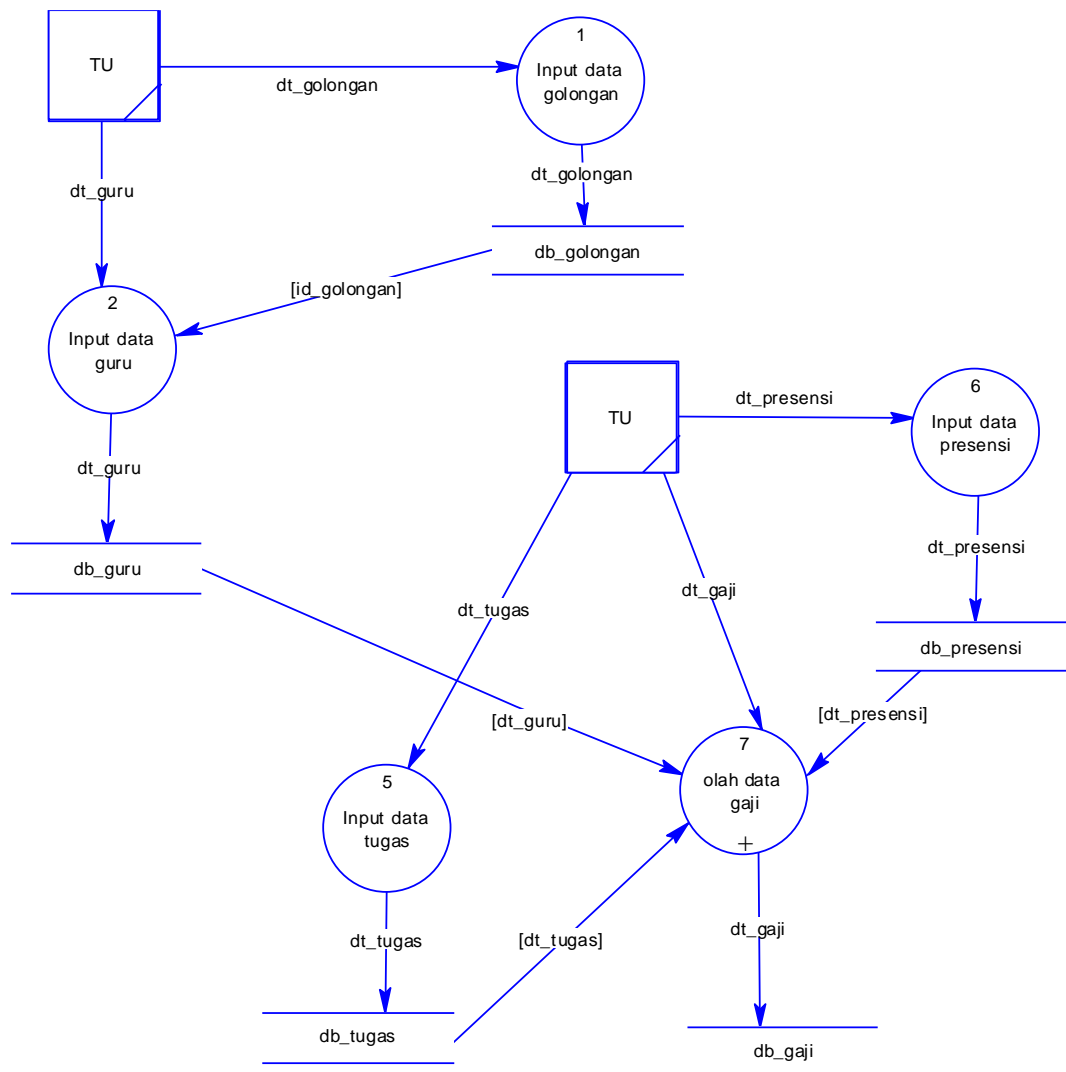 TU
dt_golongan
1
Input data
golongan
dt_golongan
dt_guru
db_golongan
[id_golongan]
2
Input data
guru
TU
dt_presensi
6
Input data
presensi
dt_guru
db_guru
dt_presensi
dt_gaji
dt_tugas
db_presensi
[dt_guru]
[dt_presensi]
7
olah data
gaji
+
5
Input data
tugas
dt_tugas
[dt_tugas]
dt_gaji
db_tugas
db_gaji